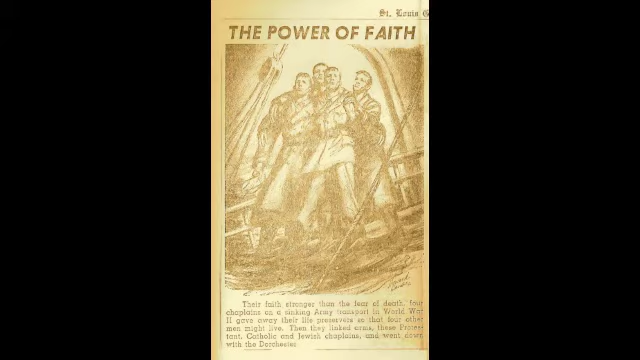 St. Louis G
THE POWER OF FAITH
Their faith stronger than the fear of death, four
chaplains on a sinking Army transport in World War
II gave away their life preservers so that four other
men might live. Then they linked arms, these Protes-
tant, Catholic and Jewish chaplains, and went down
with the Dorchester.